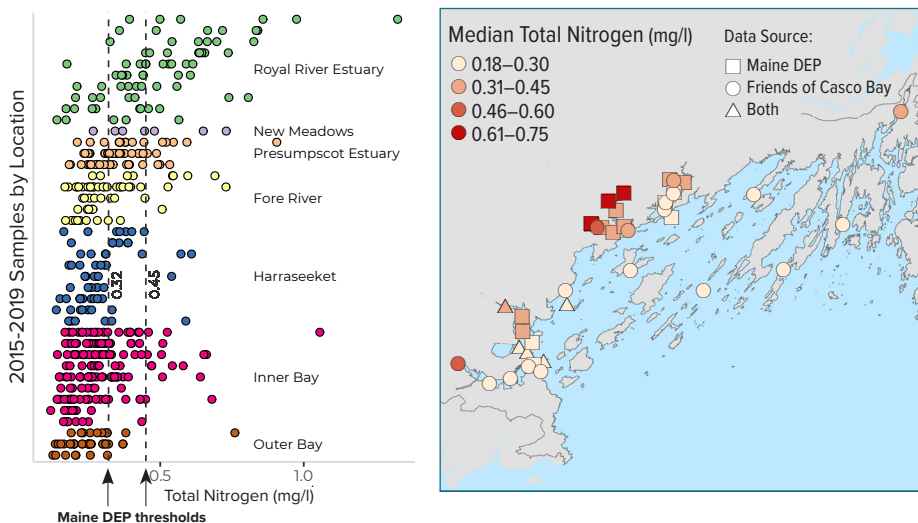 2015-2019 Samples by Location
Royal River Estuary
New Meadows
Presumpscot Estuary
Fore River
Harraseeket
0.32
0.45
Inner Bay
Outer Bay
0.5
1.0
Total Nitrogen (mg/l)
Maine DEP thresholds
Median Total Nitrogen (mg/l)
0.18–0.30
0.31–0.45
0.46–0.60
0.61–0.75
Data Source:
Maine DEP
Friends of Casco Bay
Both